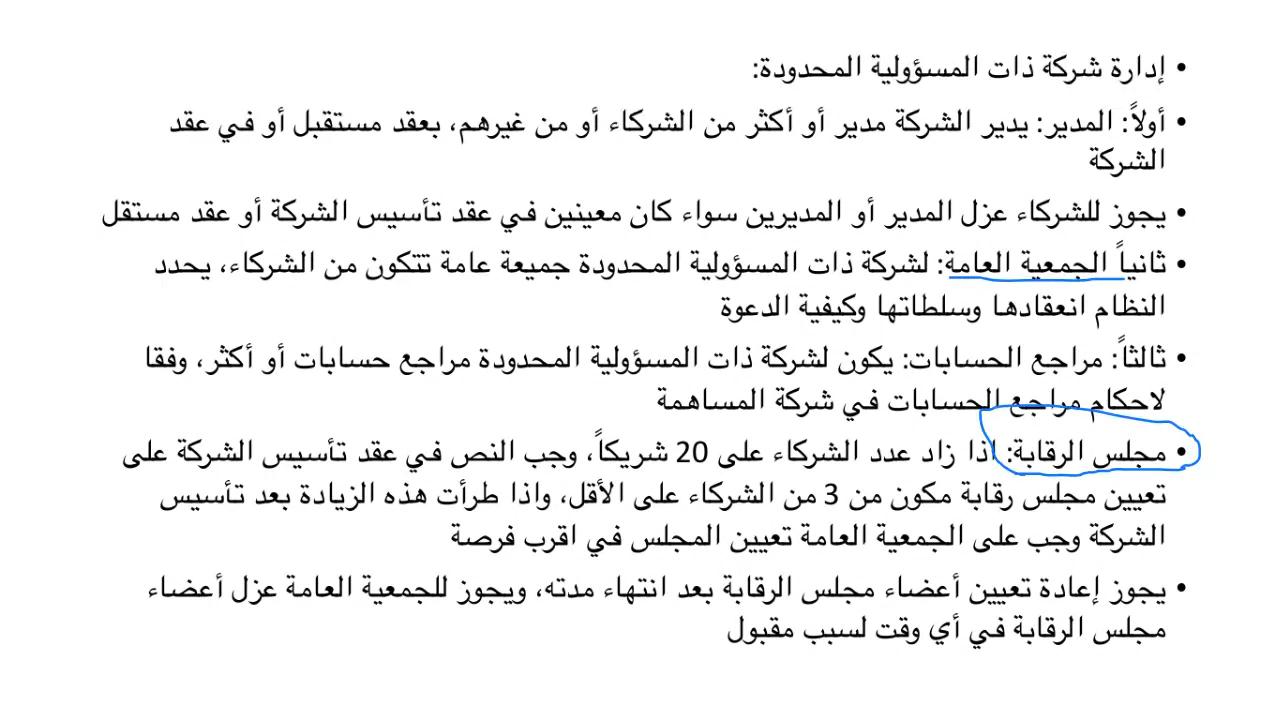 • إدارة شركة ذات المسؤولية المحدودة:
• أولاً: المدير: يدير الشركة مدير أو أكثر من الشركاء أو من غيرهم، بعقد مستقبل أو في عقد
الشركة
• يجوز للشركاء عزل المدير أو المديرين سواء كان معينين في عقد تأسيس الشركة أو عقد مستقل
• ثانياً الجمعية العامة: لشركة ذات المسؤولية المحدودة جميعة عامة تتكون من الشركاء، يحدد
النظام انعقادها وسلطاتها وكيفية الدعوة
• ثالثاً: مراجع الحسابات: يكون لشركة ذات المسؤولية المحدودة مراجع حسابات أو أكثر، وفقا
لاحكام مراجع الحسابات في شركة المساهمة
• مجلس الرقابة: اذا زاد عدد الشركاء على 20 شريكاً، وجب النص في عقد تأسيس الشركة على
تعيين مجلس رقابة مكون من 3 من الشركاء على الأقل، واذا طرأت هذه الزيادة بعد تأسيس
الشركة وجب على الجمعية العامة تعيين المجلس في اقرب فرصة
• يجوز إعادة تعيين أعضاء مجلس الرقابة بعد انتهاء مدته، ويجوز للجمعية العامة عزل أعضاء
مجلس الرقابة في أي وقت لسبب مقبول